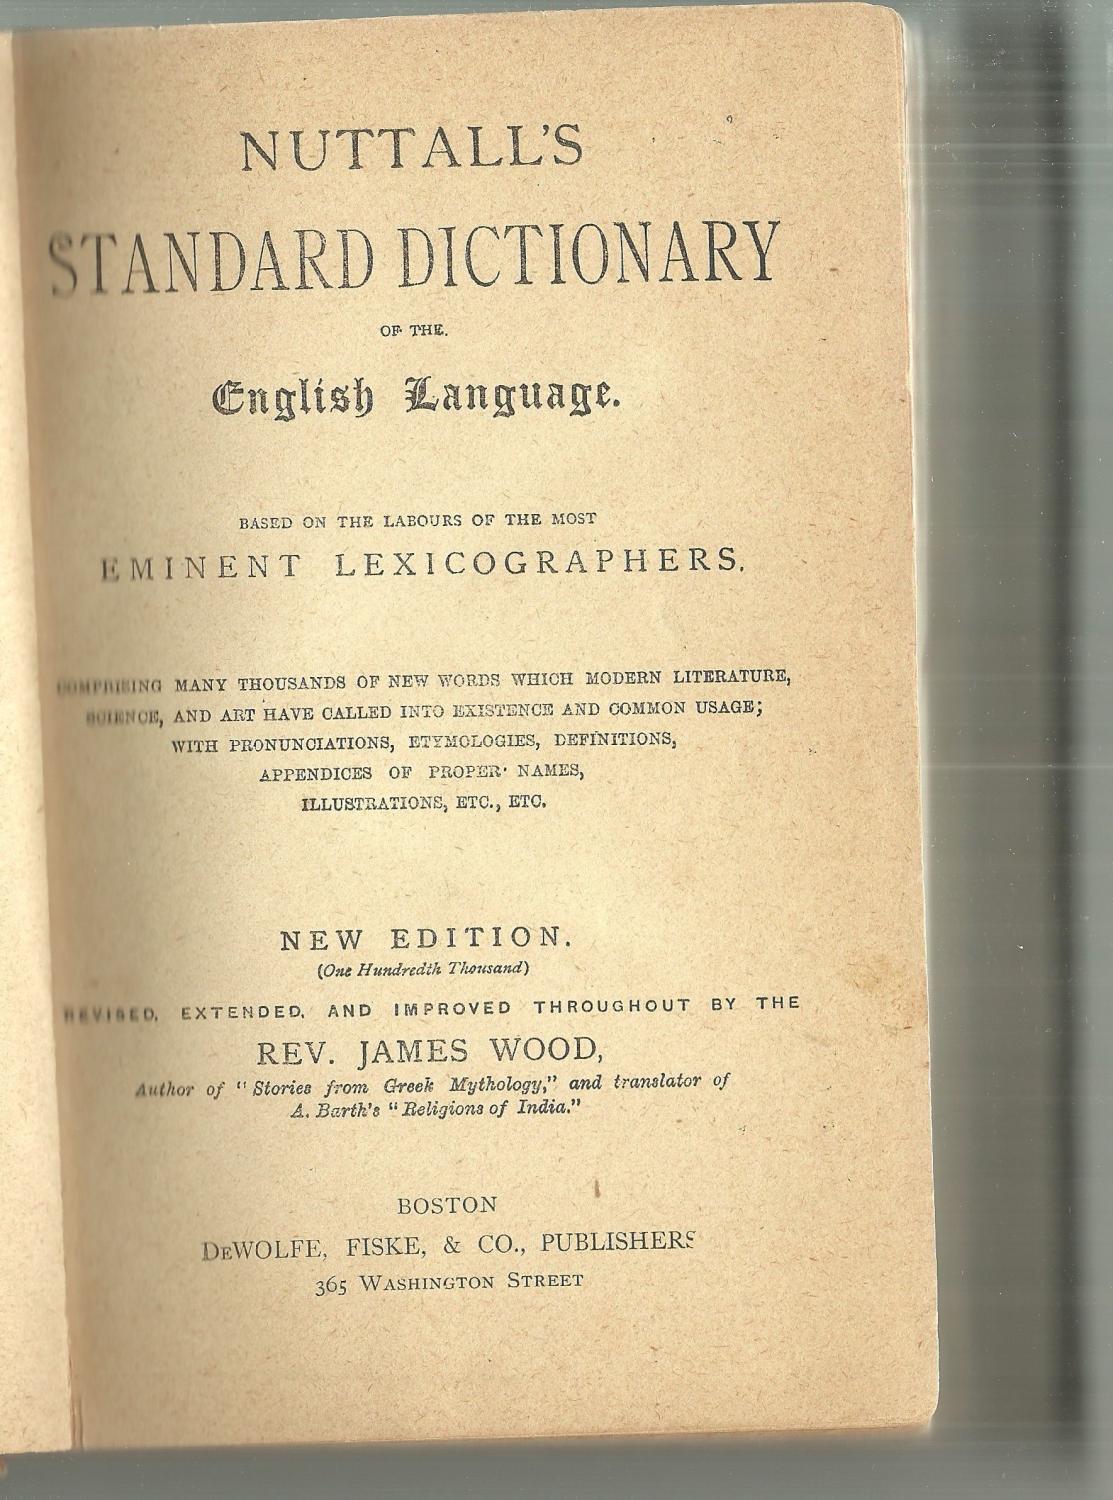 NUTTALL'S
STANDARD DICTIONARY
OF THE.
English Language.
BASED ON THE LABOURS OF THE MOST
EMINENT LEXICOGRAPHERS.
COMPRISING MANY THOUSANDS OF NEW WORDS WHICH MODERN LITERATURE,
SCIENCE, AND ART HAVE CALLED INTO EXISTENCE AND COMMON USAGE;
WITH PRONUNCIATIONS, ETYMOLOGIES, DEFINITIONS,
APPENDICES OF PROPER NAMES,
ILLUSTRATIONS, ETC., ETC.
NEW EDITION.
(One Hundredth Thousand)
REVISED, EXTENDED, AND IMPROVED THROUGHOUT BY THE
REV. JAMES WOOD,
Author of "Stories from Greek Mythology," and translator of
A. Barth's "Religions of India."
BOSTON
DEWOLFE, FISKE, & CO., PUBLISHERS
365 WASHINGTON STREET